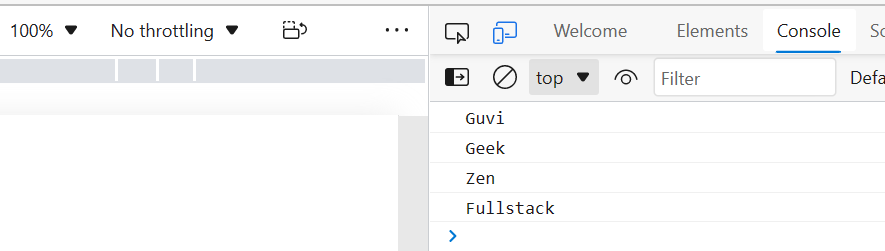 100% No throttling
Welcome Elements Console
top Filter
Guvi
Geek
Zen
Fullstack